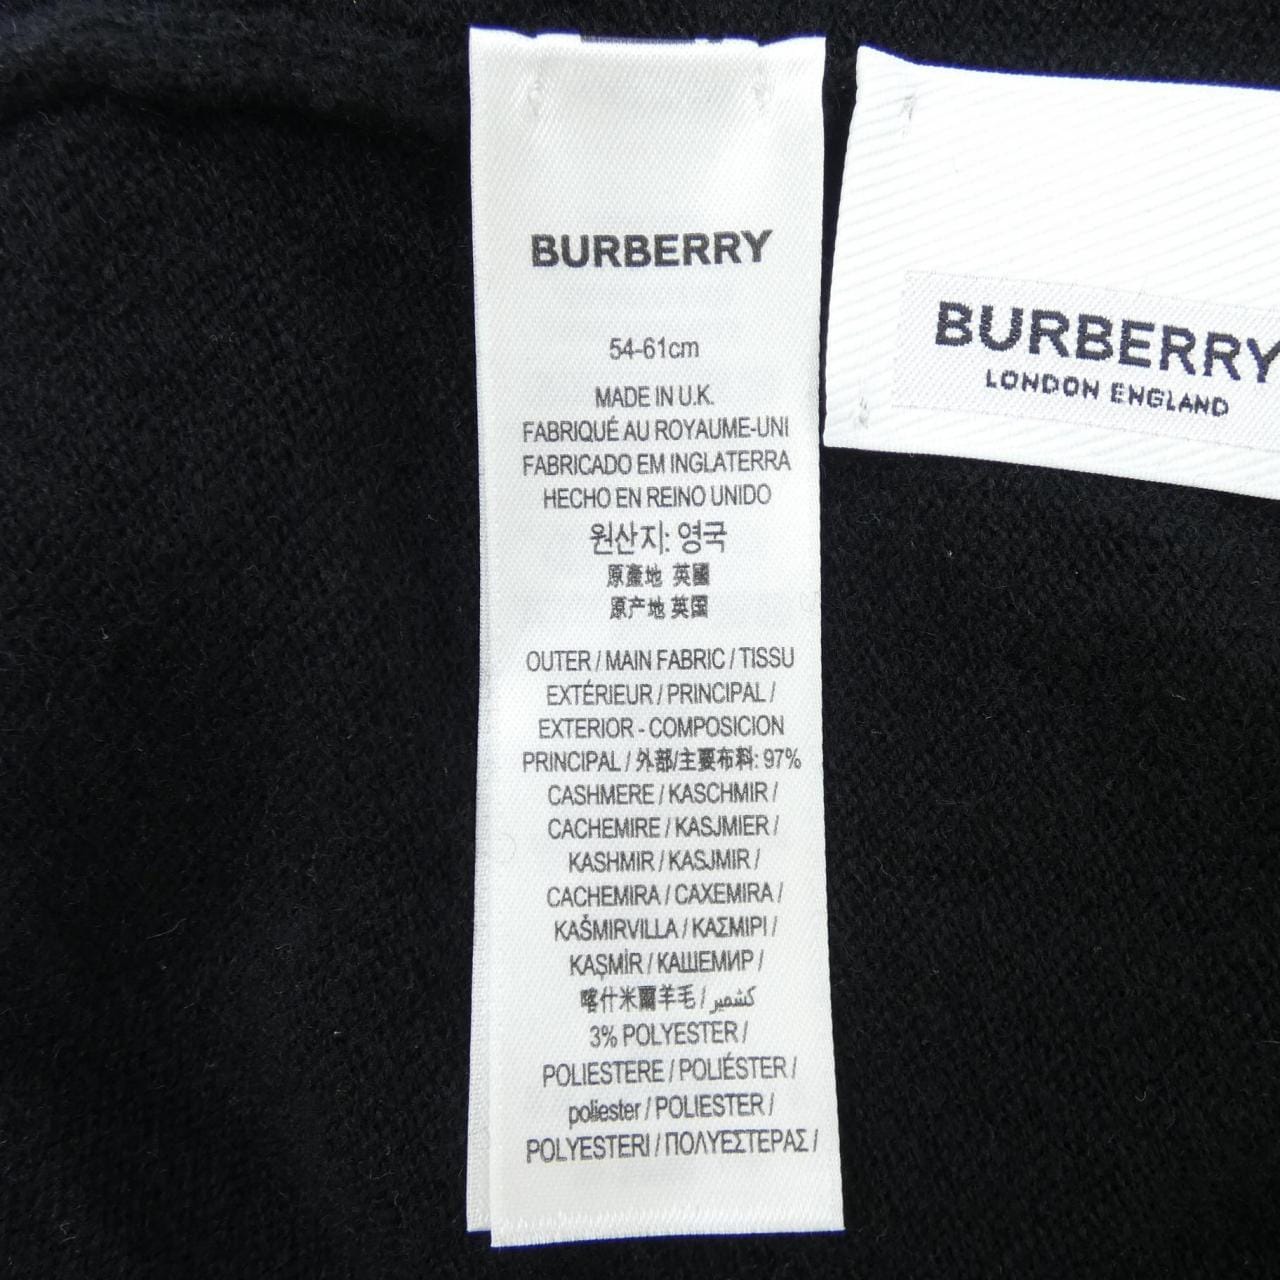 BURBERRY
54-61cm
MADE IN U.K.
FABRIQUÉ AU ROYAUME-UNI
FABRICADO EM INGLATERRA
HECHO EN REINO UNIDO
원산지: 영국
原產地 英國
原产地 英国
OUTER / MAIN FABRIC / TISSU
EXTÉRIEUR / PRINCIPAL /
EXTERIOR - COMPOSICION
PRINCIPAL / 外部/主要布料: 97%
CASHMERE / KASCHMIR /
CACHEMIRE / KASJMIER /
KASHMIR / KASJMIR /
CACHEMIRA / CAXEMIRA /
KAŠMIRVILLA / ΚΑΣΜΙΡΙ /
KAŞMİR / КАШЕМИР /
喀什米爾羊毛 / كشمير
3% POLYESTER /
POLIESTERE / POLIÉSTER /
poliester / POLIESTER /
POLYESTERI / ΠΟΛΥΕΣΤΕΡΑΣ /
BURBERRY
LONDON ENGLAND